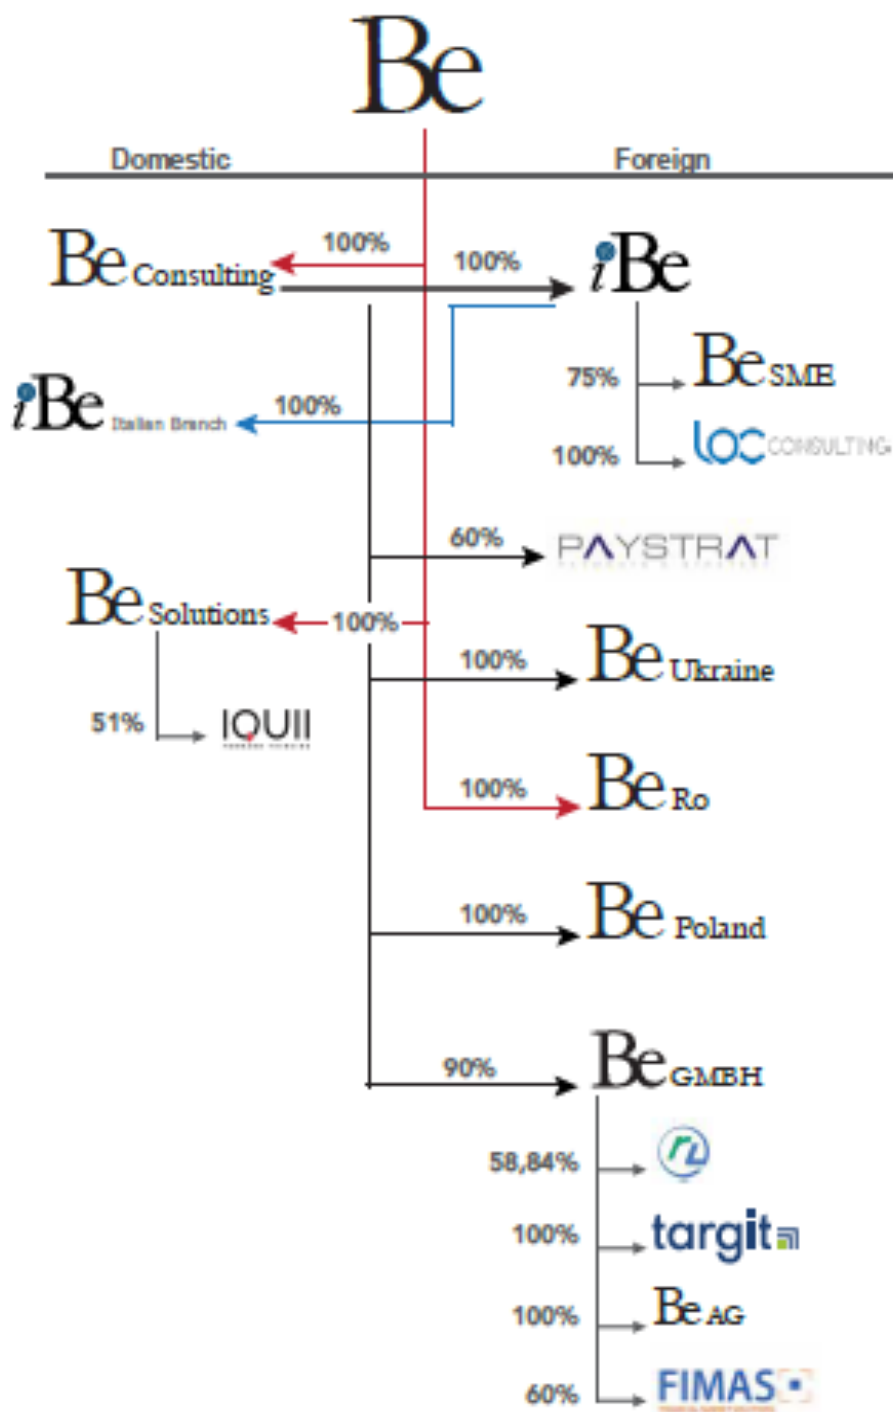 Be
Domestic Foreign
Be Consulting 100% 100% iBe
75% Be SME
iBe Italian Branch 100%
100% LOC CONSULTING
60% PAYSTRAT
Be Solutions 100%
100% Be Ukraine
51% IQUII
100% Be Ro
100% Be Poland
90% Be GMBH
58,84% rL
100% targit
100% Be AG
60% FIMAS